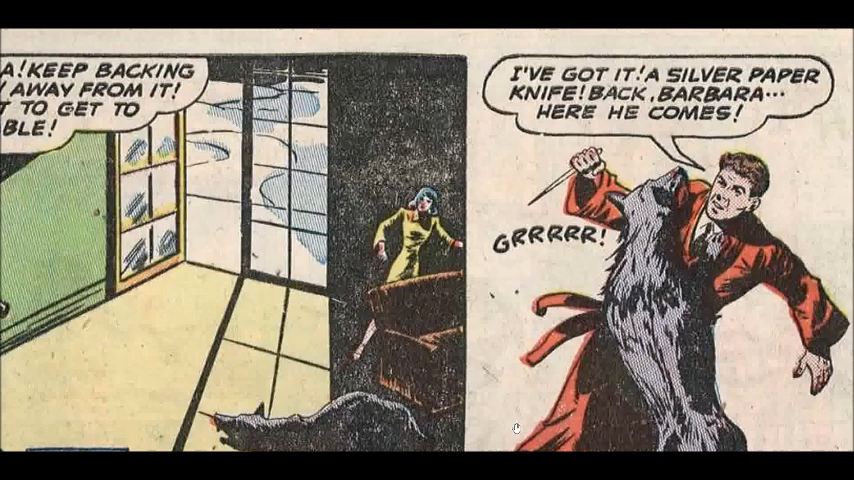 A! KEEP BACKING
AWAY FROM IT!
T TO GET TO
BLE!
I'VE GOT IT! A SILVER PAPER
KNIFE! BACK, BARBARA...
HERE HE COMES!
GRRRRR!